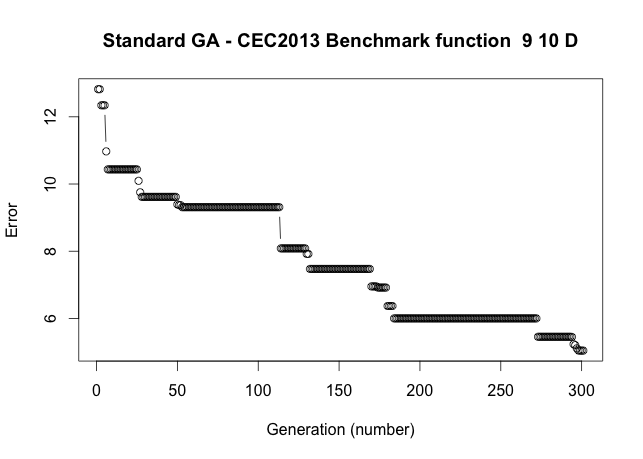 Standard GA - CEC2013 Benchmark function  9 10 D
12
10
8
6
Error
0 50 100 150 200 250 300
Generation (number)